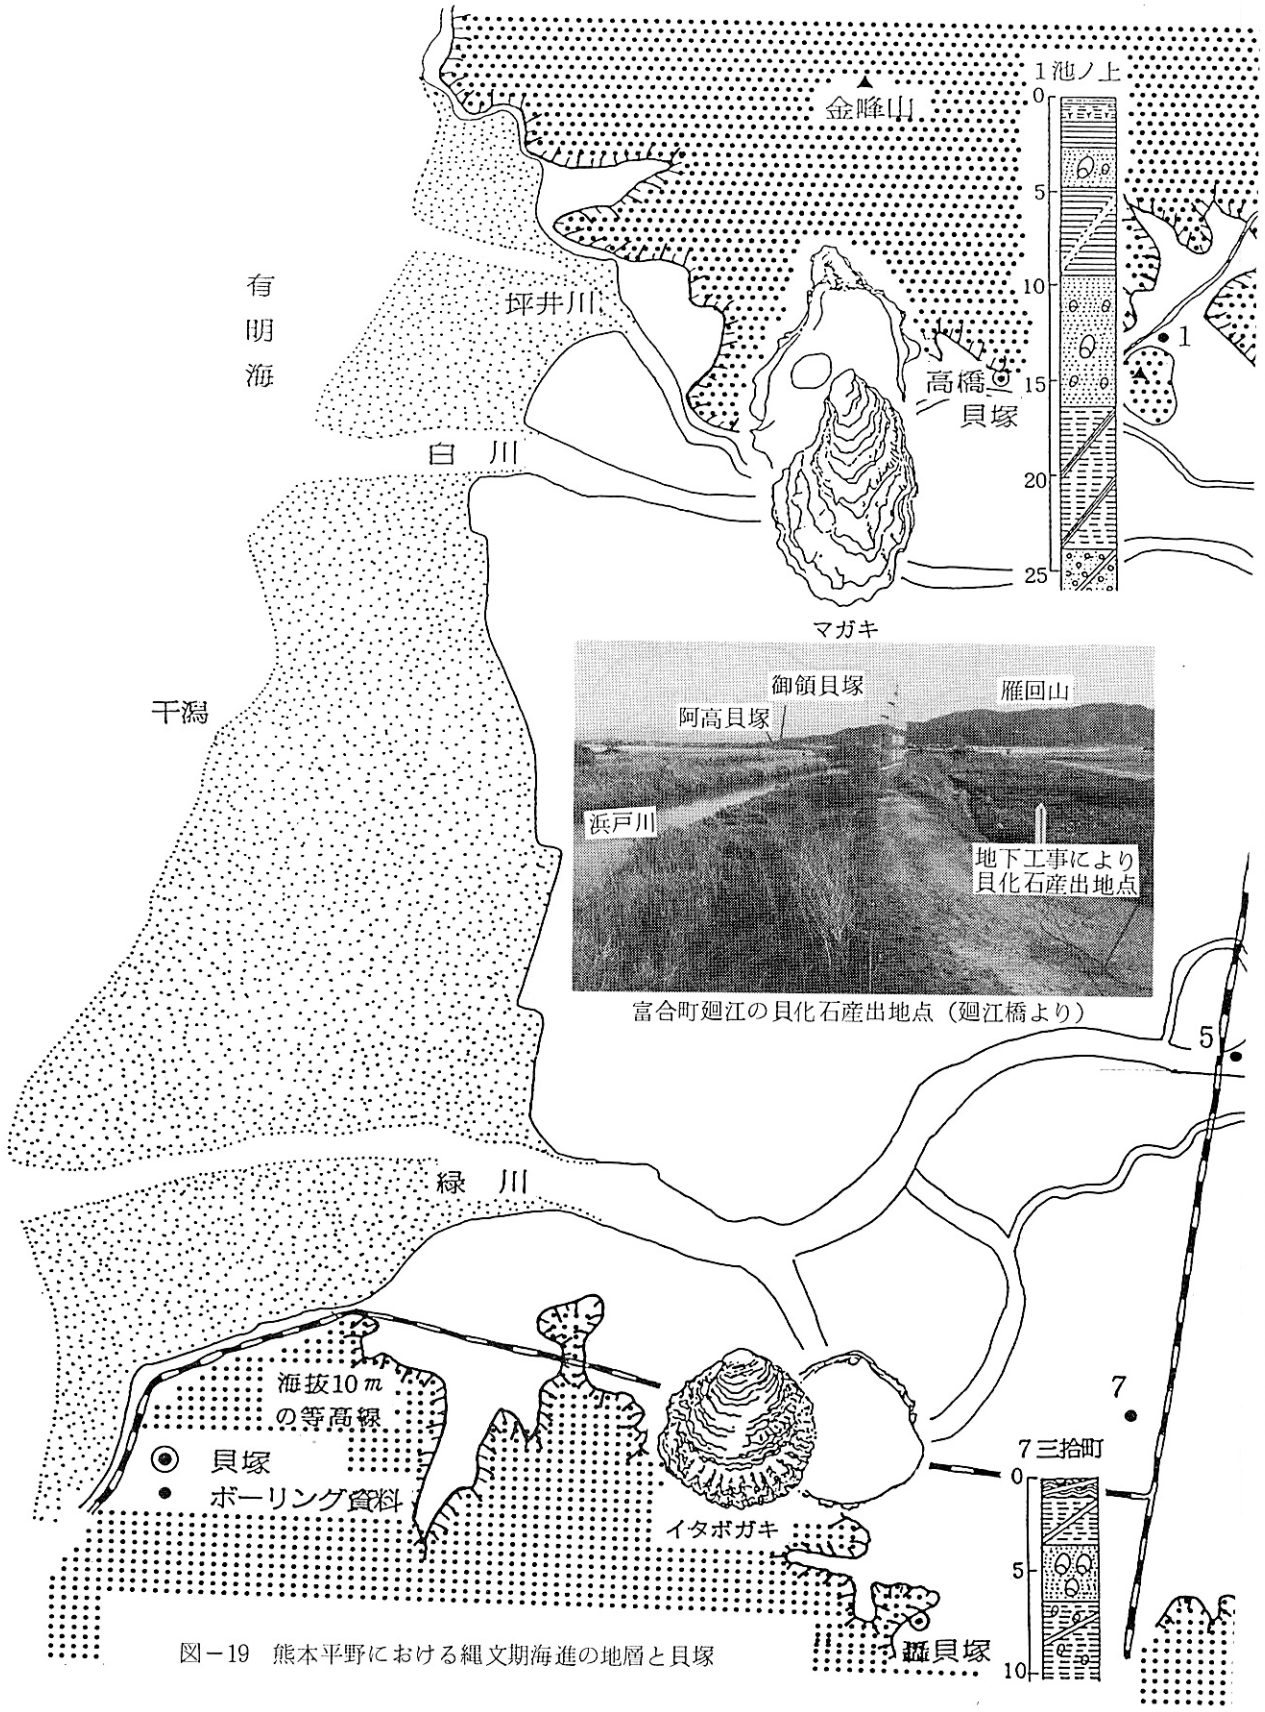 金峰山
1池ノ上
0
5
10
15
20
25
有明海
坪井川
1
高橋
貝塚
白川
マガキ
干潟
御領貝塚
雁回山
阿高貝塚
浜戸川
地下工事により
貝化石産出地点
富合町廻江の貝化石産出地点（廻江橋より）
5
緑川
海抜10m
の等高線
貝塚
ボーリング資料
7
7三拾町
0
5
10
イタボガキ
貝塚
図－19 熊本平野における縄文期海進の地層と貝塚